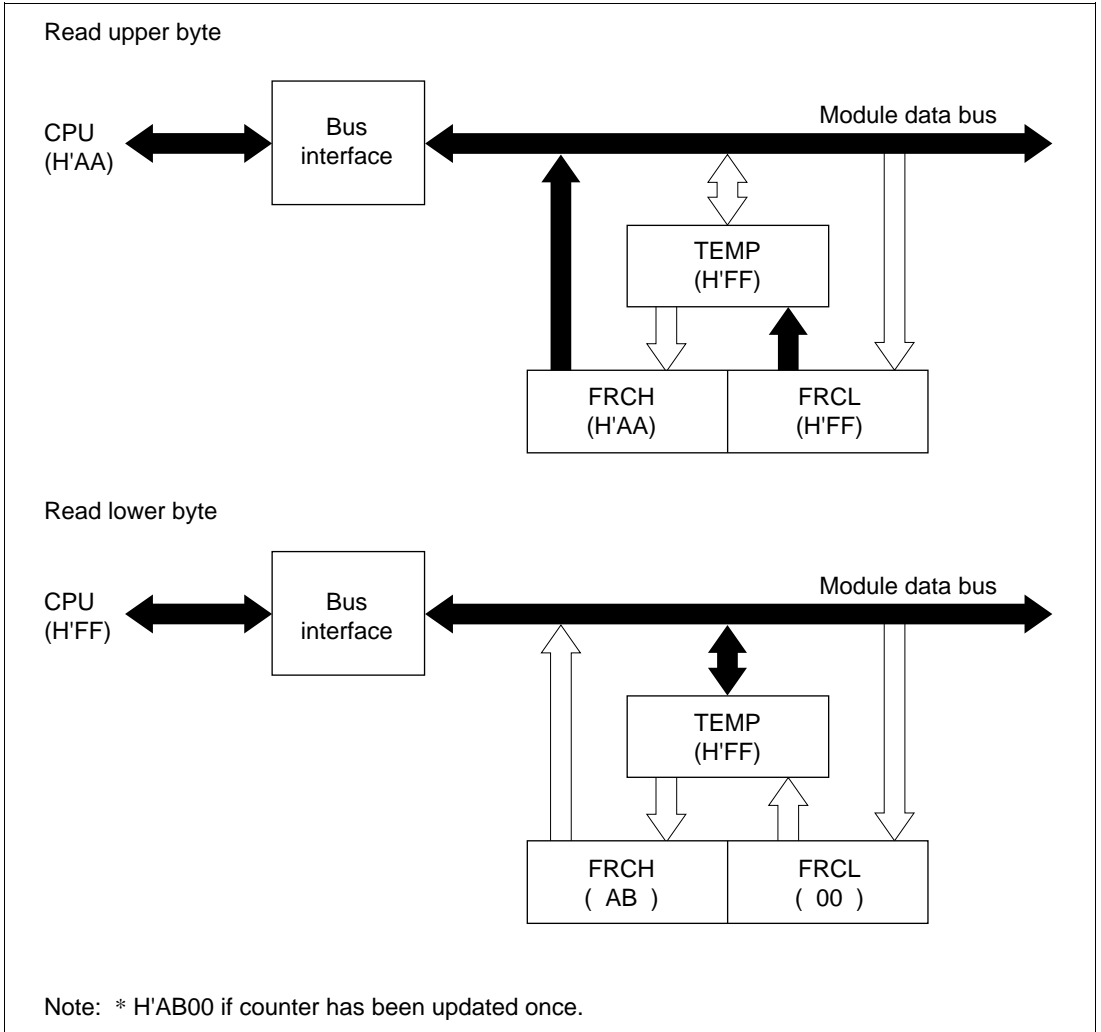 Read upper byte
CPU
(H'AA)
Bus
interface
Module data bus
TEMP
(H'FF)
FRCH
(H'AA)
FRCL
(H'FF)
Read lower byte
CPU
(H'FF)
Bus
interface
Module data bus
TEMP
(H'FF)
FRCH
( AB )
FRCL
( 00 )
Note: * H'AB00 if counter has been updated once.